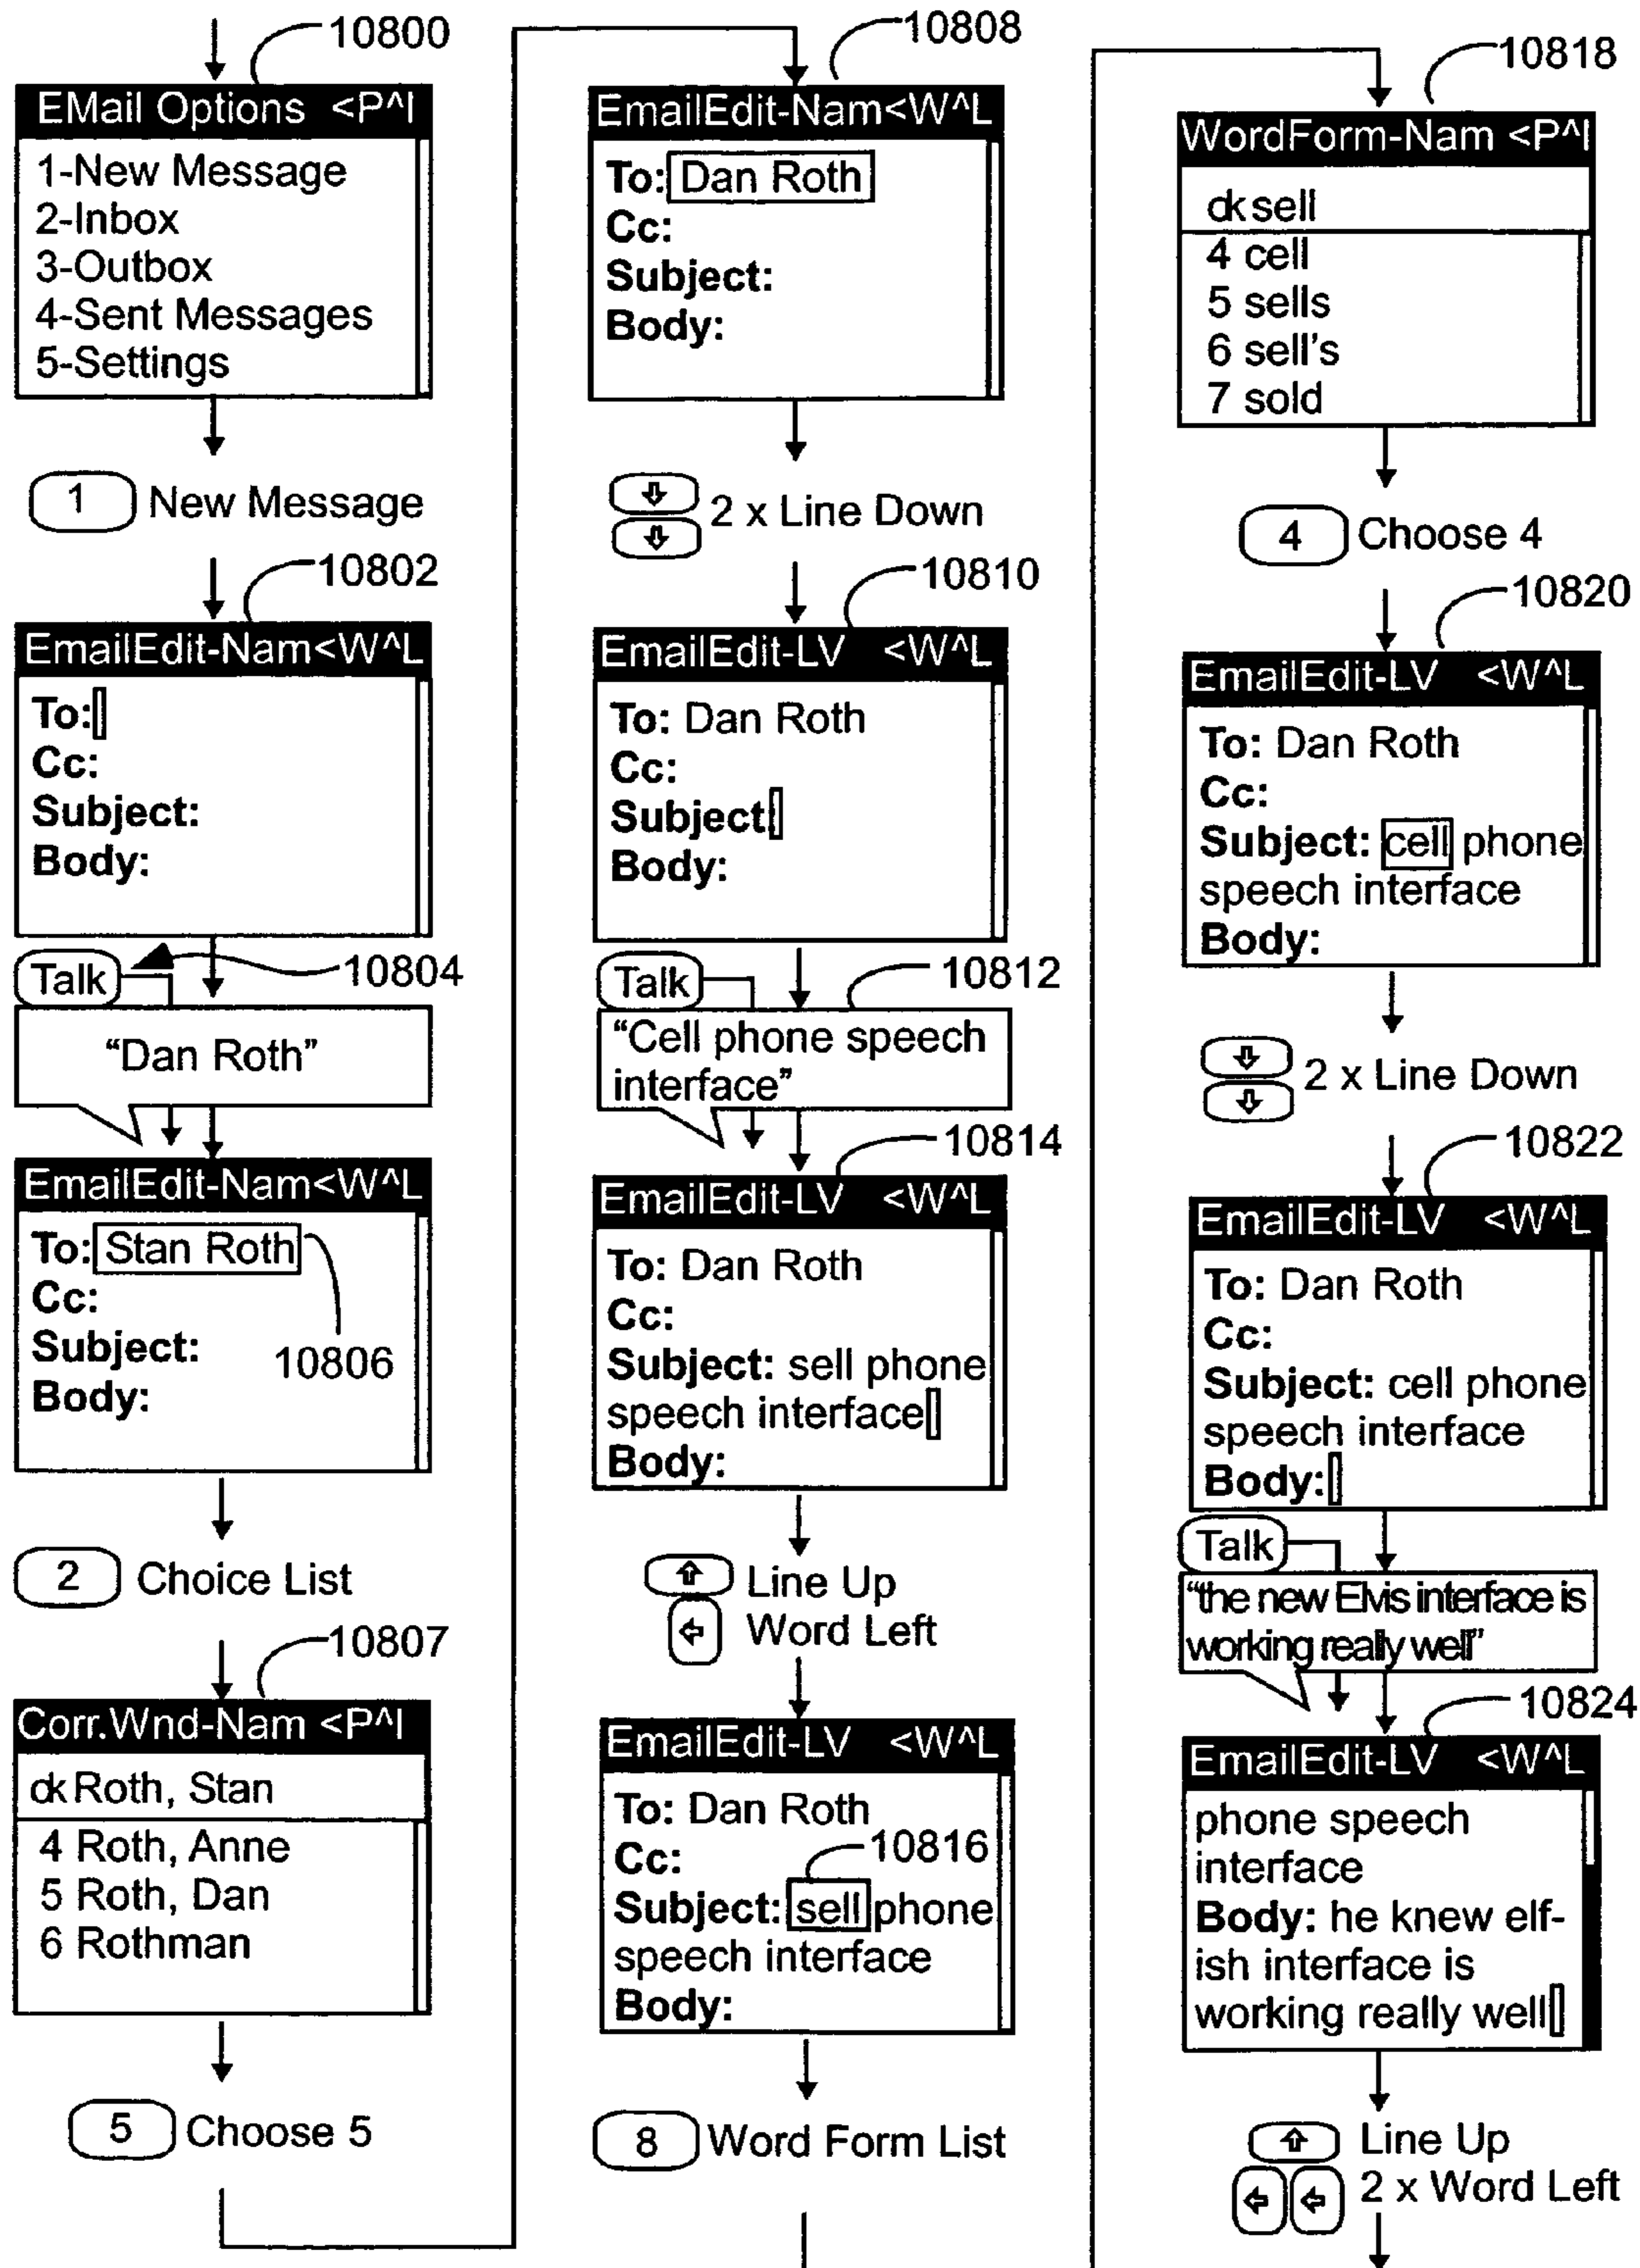 10800
EMail Options <P^I
1-New Message
2-Inbox
3-Outbox
4-Sent Messages
5-Settings
1 New Message
10802
EmailEdit-Nam<W^L
To:
Cc:
Subject:
Body:
Talk
10804
“Dan Roth”
EmailEdit-Nam<W^L
To: Stan Roth
Cc:
Subject:
10806
Body:
2 Choice List
10807
Corr.Wnd-Nam <P^I
ok Roth, Stan
4 Roth, Anne
5 Roth, Dan
6 Rothman
5 Choose 5
10808
EmailEdit-Nam<W^L
To: Dan Roth
Cc:
Subject:
Body:
2 x Line Down
10810
EmailEdit-LV <W^L
To: Dan Roth
Cc:
Subject:
Body:
Talk
10812
“Cell phone speech
interface”
10814
EmailEdit-LV <W^L
To: Dan Roth
Cc:
Subject: sell phone
speech interface
Body:
Line Up
Word Left
EmailEdit-LV <W^L
To: Dan Roth
10816
Cc:
Subject: sell phone
speech interface
Body:
8 Word Form List
10818
WordForm-Nam <P^I
ok sell
4 cell
5 sells
6 sell's
7 sold
4 Choose 4
10820
EmailEdit-LV <W^L
To: Dan Roth
Cc:
Subject: cell phone
speech interface
Body:
2 x Line Down
10822
EmailEdit-LV <W^L
To: Dan Roth
Cc:
Subject: cell phone
speech interface
Body:
Talk
“the new Elvis interface is
working really well”
10824
EmailEdit-LV <W^L
phone speech
interface
Body: he knew elf-
ish interface is
working really well
Line Up
2 x Word Left